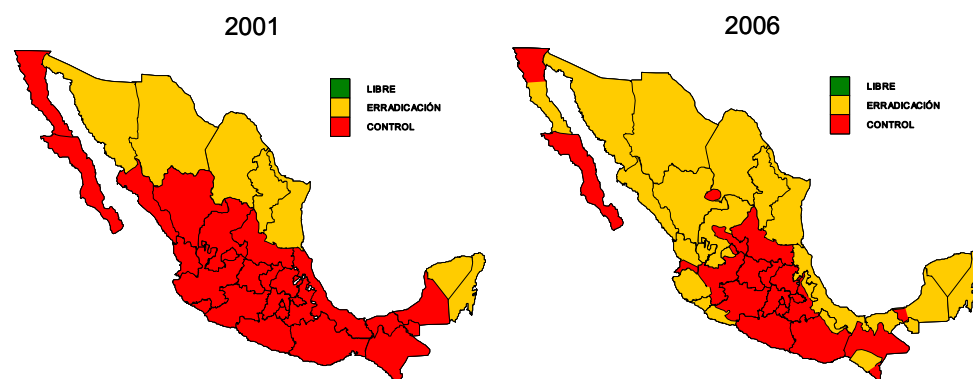 2001
LIBRE
ERRADICACIÓN
CONTROL
2006
LIBRE
ERRADICACIÓN
CONTROL